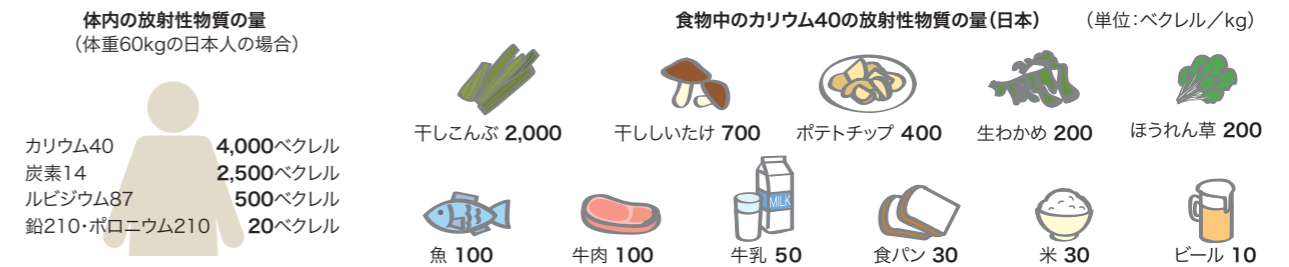 体内の放射性物質の量
（体重60kgの日本人の場合）
カリウム40 4,000ベクレル
炭素14 2,500ベクレル
ルビジウム87 500ベクレル
鉛210・ポロニウム210 20ベクレル
食物中のカリウム40の放射性物質の量（日本） （単位：ベクレル／kg）
干しこんぶ 2,000 干ししいたけ 700 ポテトチップ 400 生わかめ 200 ほうれん草 200
MILK
魚 100 牛肉 100 牛乳 50 食パン 30 米 30 ビール 10